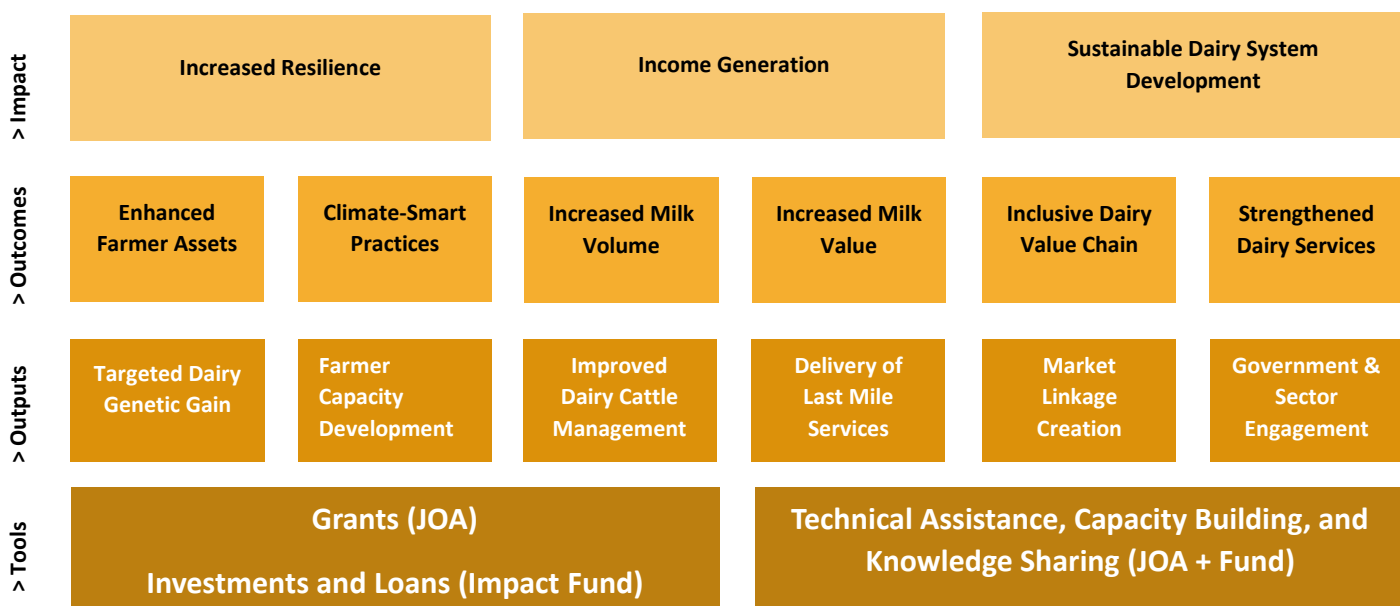 > Impact
Increased Resilience
Income Generation
Sustainable Dairy System
Development
> Outcomes
Enhanced
Farmer Assets
Climate-Smart
Practices
Increased Milk
Volume
Increased Milk
Value
Inclusive Dairy
Value Chain
Strengthened
Dairy Services
> Outputs
Targeted Dairy
Genetic Gain
Farmer
Capacity
Development
Improved
Dairy Cattle
Management
Delivery of
Last Mile
Services
Market
Linkage
Creation
Government &
Sector
Engagement
> Tools
Grants (JOA)
Investments and Loans (Impact Fund)
Technical Assistance, Capacity Building, and
Knowledge Sharing (JOA + Fund)